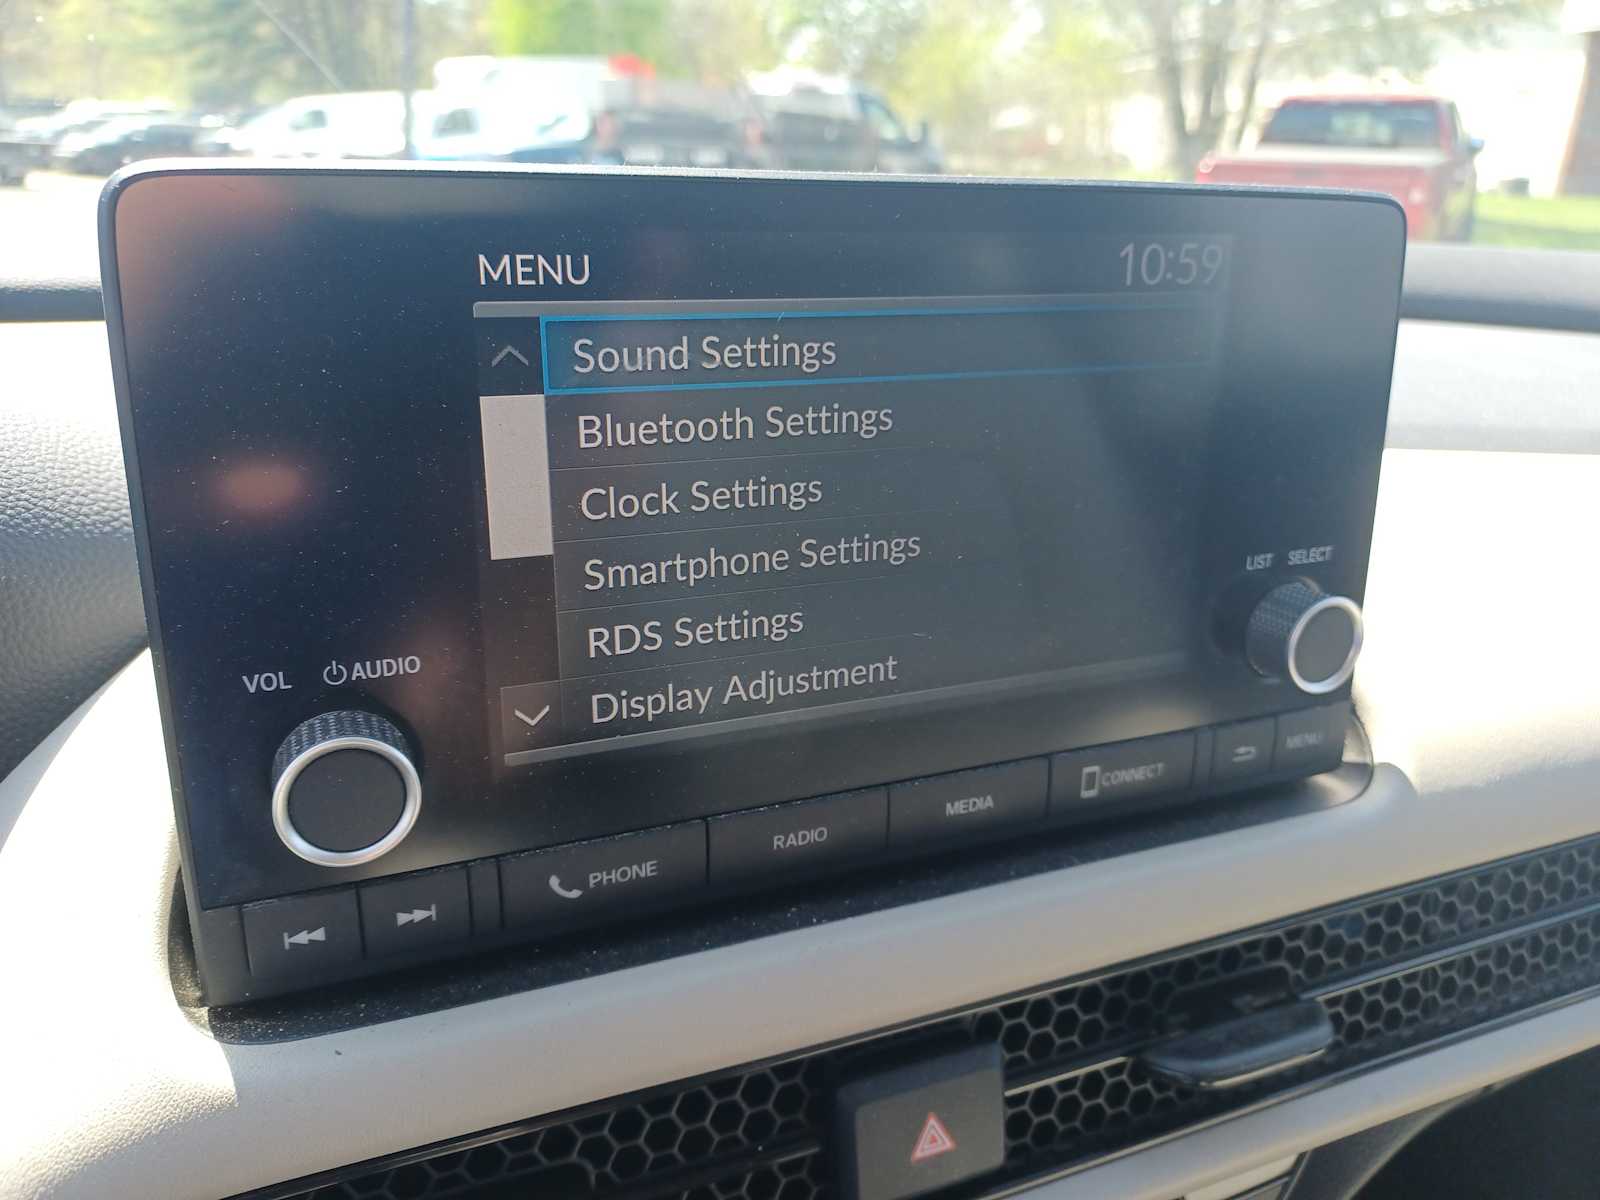 MENU
10:59
Sound Settings
Bluetooth Settings
Clock Settings
Smartphone Settings
RDS Settings
Display Adjustment
LIST SELECT
VOL AUDIO
PHONE
RADIO
MEDIA
CONNECT
MENU